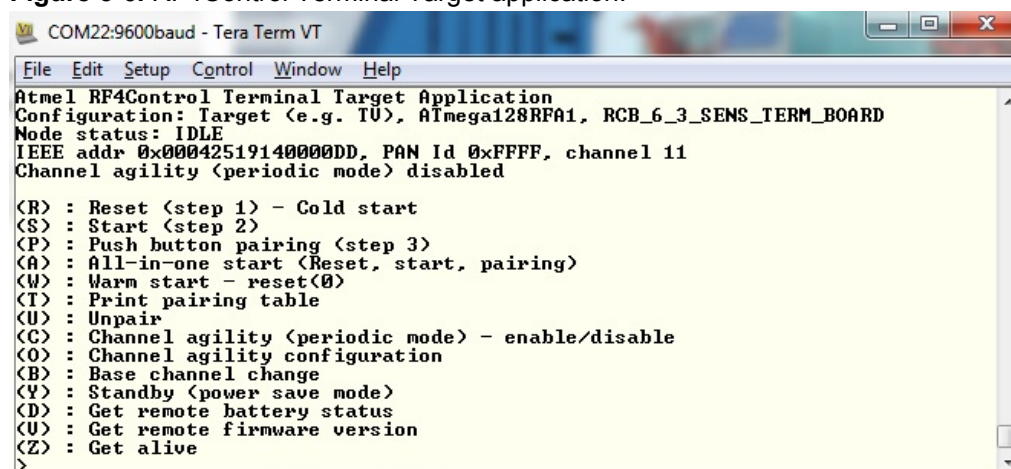 COM22:9600baud - Tera Term VT
File Edit Setup Control Window Help
Atmel RF4Control Terminal Target Application
Configuration: Target (e.g. TV), ATmega128RFA1, RCB_6_3_SENS_TERM_BOARD
Node status: IDLE
IEEE addr 0x00042519140000DD, PAN Id 0xFFFF, channel 11
Channel agility (periodic mode) disabled
(R) : Reset (step 1) - Cold start
(S) : Start (step 2)
(P) : Push button pairing (step 3)
(A) : All-in-one start (Reset, start, pairing)
(W) : Warm start - reset(0)
(T) : Print pairing table
(U) : Unpair
(C) : Channel agility (periodic mode) - enable/disable
(O) : Channel agility configuration
(B) : Base channel change
(Y) : Standby (power save mode)
(D) : Get remote battery status
(V) : Get remote firmware version
(Z) : Get alive
>